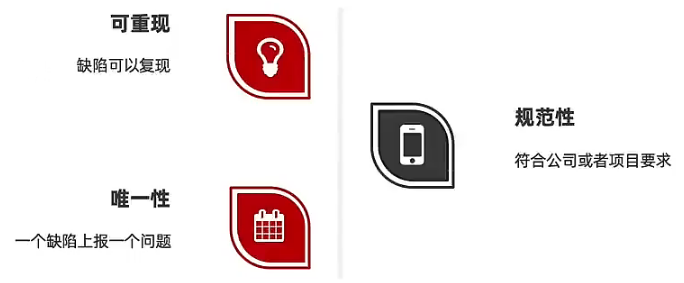 可重现
缺陷可以复现
唯一性
一个缺陷上报一个问题
规范性
符合公司或者项目要求